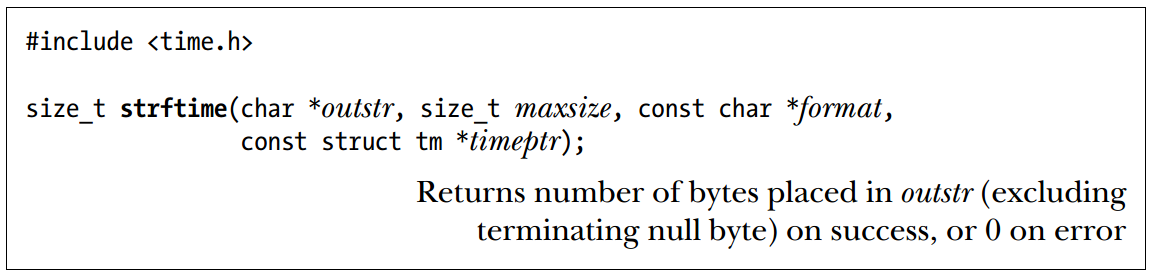 #include <time.h>
size_t strftime(char *outstr, size_t maxsize, const char *format,
const struct tm *timeptr);
Returns number of bytes placed in outstr (excluding
terminating null byte) on success, or 0 on error